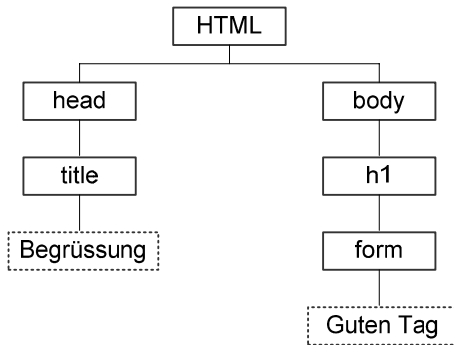 HTML
head
body
title
h1
Begrüssung
form
Guten Tag